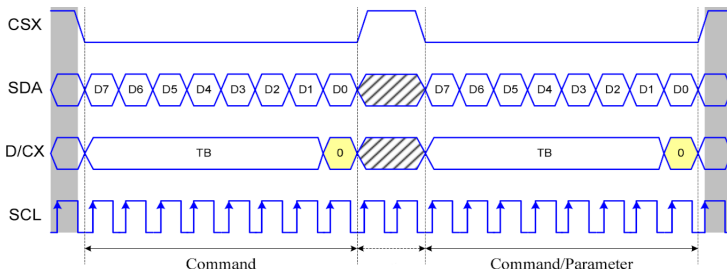 CSX
SDA D7 D6 D5 D4 D3 D2 D1 D0 D7 D6 D5 D4 D3 D2 D1 D0
D/CX TB 0 TB 0
SCL
Command Command/Parameter